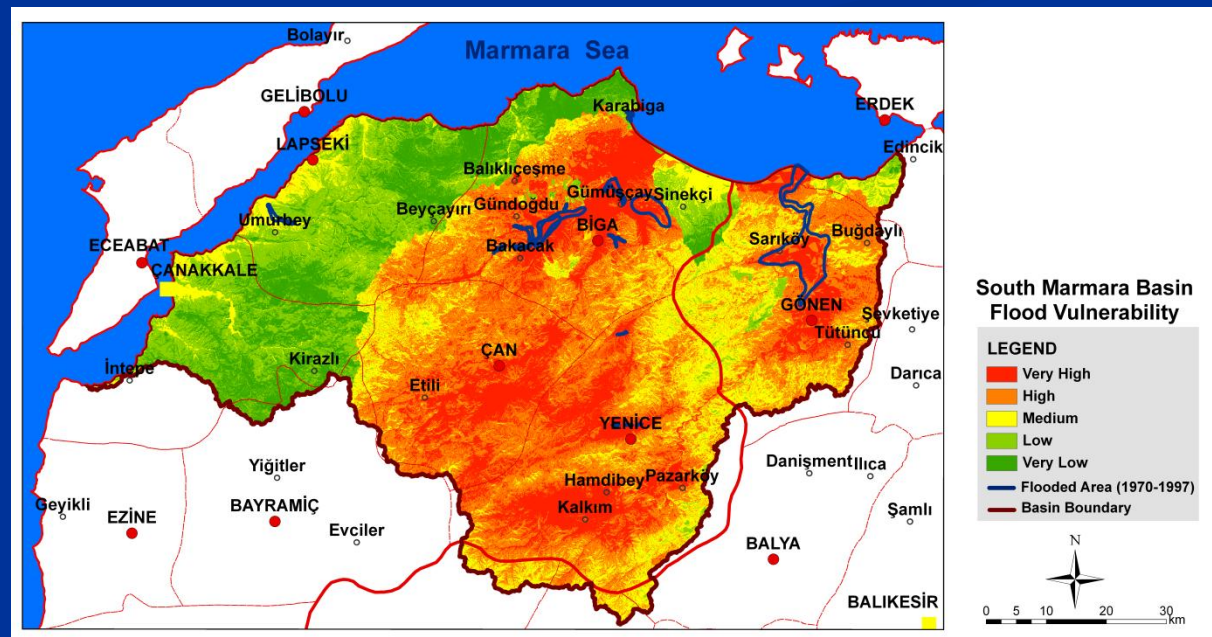 Bolayır
Marmara Sea
GELİBOLU
Karabiga
ERDEK
LAPSEKİ
Edincik
Balıklıçeşme
Gümüşçay
Sinekçi
Umurbey
Beyçayırı
Gündoğdu
BİGA
Sarıköy
Buğdaylı
ECEABAT
Bakacak
ÇANAKKALE
GÖNEN
Şevketiye
Tütüncü
İntepe
Kirazlı
ÇAN
Darıca
Etili
YENİCE
Yiğitler
Hamdibey
Pazarköy
Danişment
Ilıca
Geyikli
EZİNE
BAYRAMİÇ
Evciler
Kalkım
Şamlı
BALYA
BALIKESİR
South Marmara Basin
Flood Vulnerability
LEGEND
Very High
High
Medium
Low
Very Low
Flooded Area (1970-1997)
Basin Boundary
N
0 5 10 20 30
km